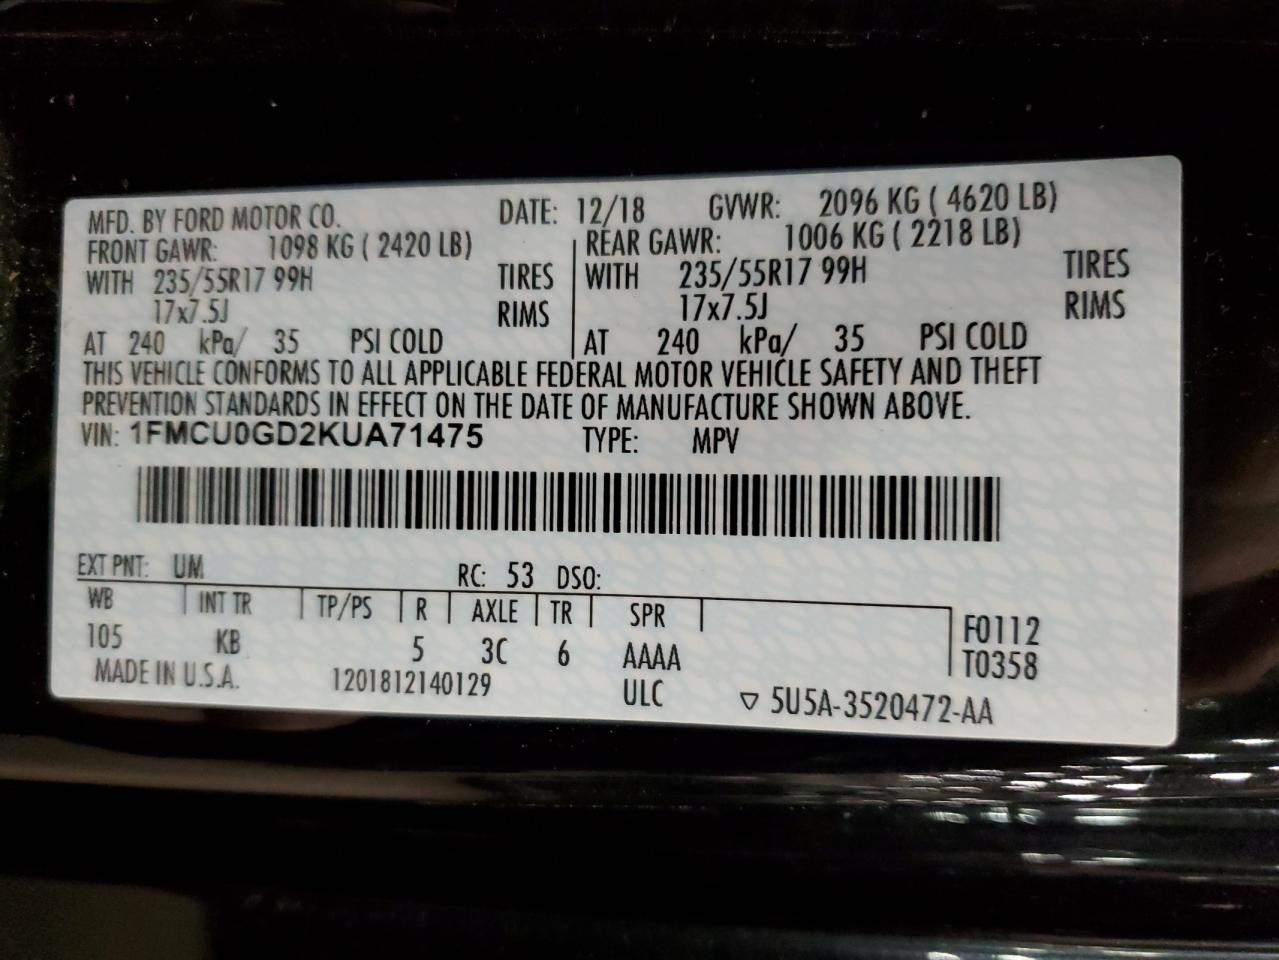 MFD. BY FORD MOTOR CO. DATE: 12/18 GVWR: 2096 KG ( 4620 LB)
FRONT GAWR: 1098 KG ( 2420 LB) REAR GAWR: 1006 KG ( 2218 LB)
WITH 235/55R17 99H TIRES WITH 235/55R17 99H TIRES
17x7.5J RIMS 17x7.5J RIMS
AT 240 kPa/ 35 PSI COLD AT 240 kPa/ 35 PSI COLD
THIS VEHICLE CONFORMS TO ALL APPLICABLE FEDERAL MOTOR VEHICLE SAFETY AND THEFT
PREVENTION STANDARDS IN EFFECT ON THE DATE OF MANUFACTURE SHOWN ABOVE.
VIN: 1FMCU0GD2KUA71475 TYPE: MPV
EXT PNT: UM RC: 53 DSO:
WB INT TR TP/PS R AXLE TR SPR F0112
105 KB 5 3C 6 AAAA T0358
MADE IN U.S.A. 1201812140129 ULC ▽ 5U5A-3520472-AA